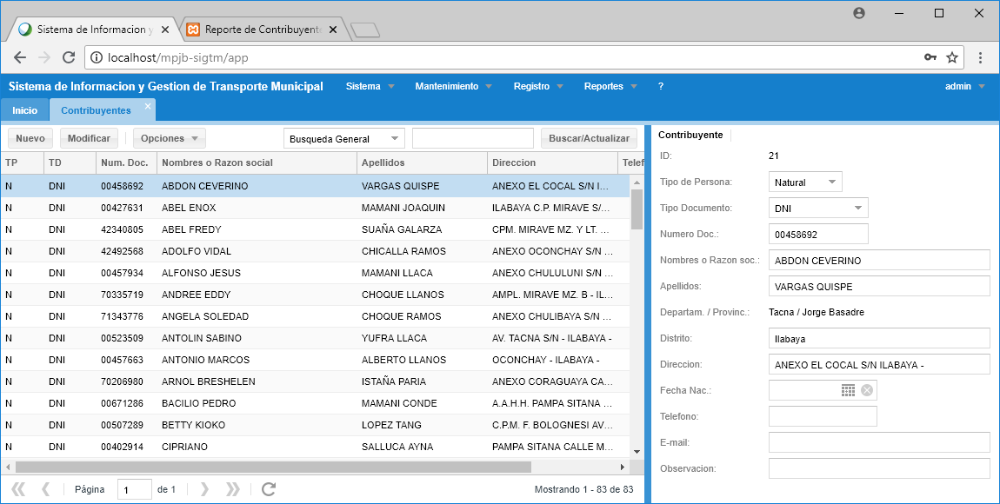 Sistema de Informacion y
Reporte de Contribuyente
localhost/mpjb-sigtm/app
Sistema de Informacion y Gestion de Transporte Municipal Sistema Mantenimiento Registro Reportes ? admin
Inicio Contribuyentes
Nuevo Modificar Opciones Busqueda General Buscar/Actualizar
TP TD Num. Doc. Nombres o Razon social Apellidos Direccion Telef
N DNI 00458692 ABDON CEVERINO VARGAS QUISPE ANEXO EL COCAL S/N I...
N DNI 00427631 ABEL ENOX MAMANI JOAQUIN ILABAYA C.P. MIRAVE S/...
N DNI 42340805 ABEL FREDY SUAÑA GALARZA CPM. MIRAVE MZ. Y LT. ...
N DNI 42492568 ADOLFO VIDAL CHICALLA RAMOS ANEXO OCONCHAY S/N ...
N DNI 00457934 ALFONSO JESUS MAMANI LLACA ANEXO CHULULUNI S/N ...
N DNI 70335719 ANDREE EDDY CHOQUE LLANOS AMPL. MIRAVE MZ. B - IL...
N DNI 71343776 ANGELA SOLEDAD CHOQUE RAMOS ANEXO CHULIBAYA S/N ...
N DNI 00523509 ANTOLIN SABINO YUFRA LLACA AV. TACNA S/N - ILABAYA -
N DNI 00457663 ANTONIO MARCOS ALBERTO LLANOS OCONCHAY - ILABAYA -
N DNI 70206980 ARNOL BRESHELEN ISTAÑA PARIA ANEXO CORAGUAYA CA...
N DNI 00671286 BACILIO PEDRO MAMANI CONDE A.A.H.H. PAMPA SITANA ...
N DNI 00507289 BETTY KIOKO LOPEZ TANG C.P.M. F. BOLOGNESI AV...
N DNI 00402914 CIPRIANO SALLUCA AYNA PAMPA SITANA CALLE M...
Página 1 de 1 Mostrando 1 - 83 de 83
Contribuyente
ID: 21
Tipo de Persona: Natural
Tipo Documento: DNI
Numero Doc.: 00458692
Nombres o Razon soc.: ABDON CEVERINO
Apellidos: VARGAS QUISPE
Departam. / Provinc.: Tacna / Jorge Basadre
Distrito: Ilabaya
Direccion: ANEXO EL COCAL S/N ILABAYA -
Fecha Nac.:
Telefono:
E-mail:
Observacion: